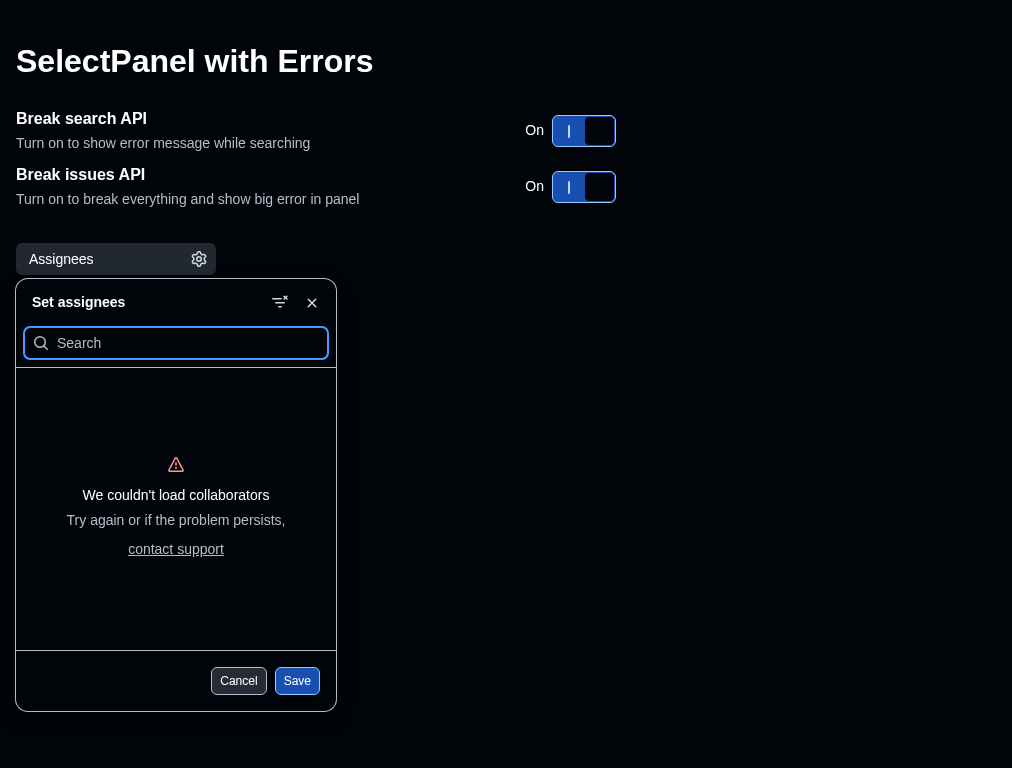 SelectPanel with Errors
Break search API
Turn on to show error message while searching
On
Break issues API
Turn on to break everything and show big error in panel
On
Assignees
Set assignees
Search
We couldn't load collaborators
Try again or if the problem persists,
contact support
Cancel
Save